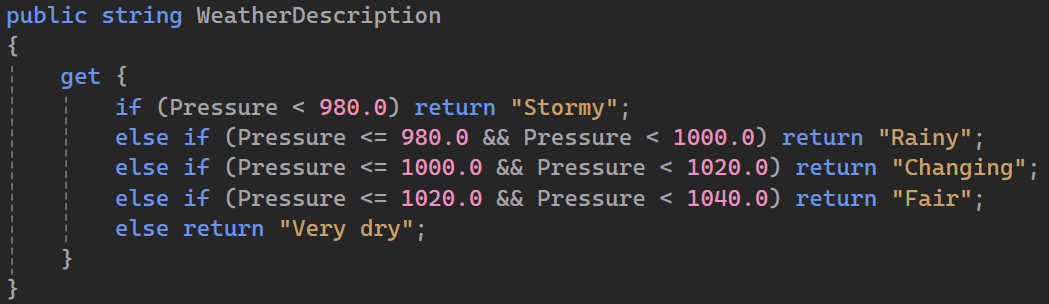 public string WeatherDescription
{
    get {
        if (Pressure < 980.0) return "Stormy";
        else if (Pressure <= 980.0 && Pressure < 1000.0) return "Rainy";
        else if (Pressure <= 1000.0 && Pressure < 1020.0) return "Changing";
        else if (Pressure <= 1020.0 && Pressure < 1040.0) return "Fair";
        else return "Very dry";
    }
}